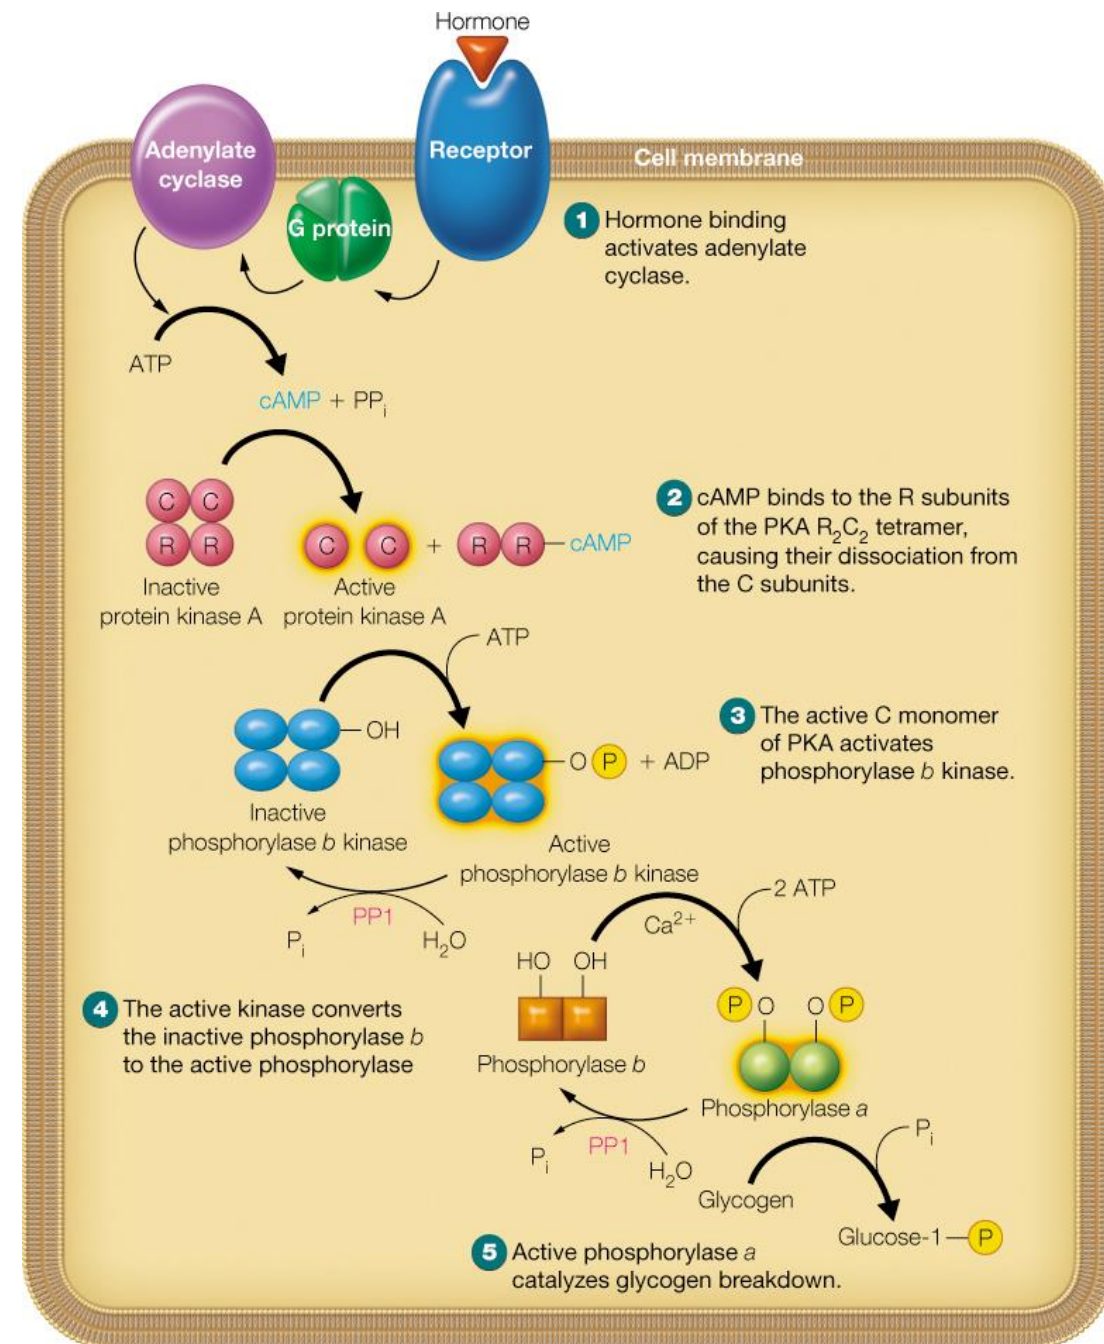 Hormone
Adenylate
cyclase
Receptor
Cell membrane
G protein
1 Hormone binding
activates adenylate
cyclase.
ATP
cAMP + PPᵢ
C C
R R
C C + R R cAMP
2 cAMP binds to the R subunits
of the PKA R₂C₂ tetramer,
causing their dissociation from
the C subunits.
Inactive
protein kinase A
Active
protein kinase A
ATP
OH
O P + ADP
3 The active C monomer
of PKA activates
phosphorylase b kinase.
Inactive
phosphorylase b kinase
Active
phosphorylase b kinase
PP1
Pᵢ
H₂O
2 ATP
Ca²⁺
HO OH
P O O P
4 The active kinase converts
the inactive phosphorylase b
to the active phosphorylase
Phosphorylase b
Phosphorylase a
PP1
Pᵢ
H₂O
Pᵢ
Glycogen
Glucose-1 P
5 Active phosphorylase a
catalyzes glycogen breakdown.